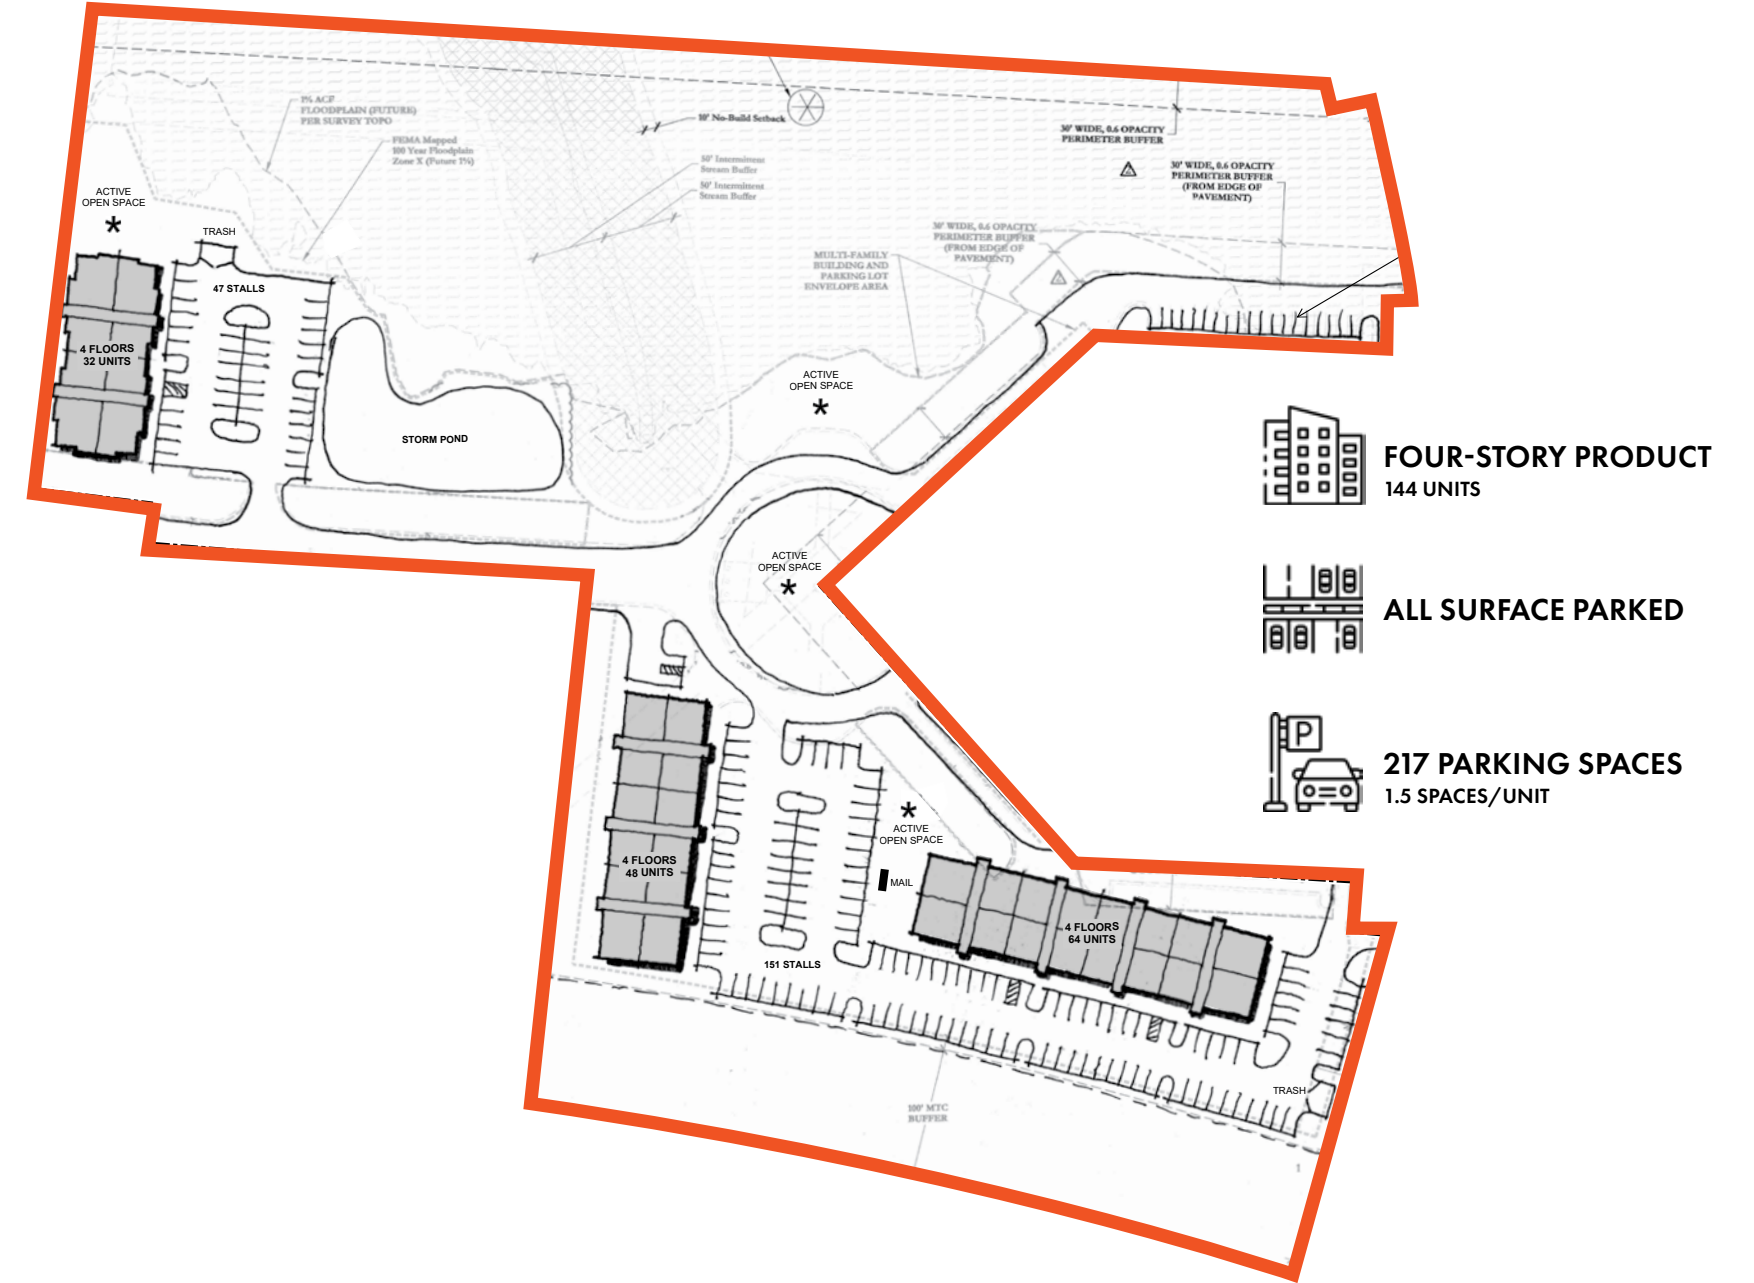 1% ACF
FLOODPLAIN (FUTURE)
PER SURVEY TOPO
FEMA Mapped
100 Year Floodplain
Zone X (Future 1%)
10' No-Build Setback
50' Intermittent
Stream Buffer
50' Intermittent
Stream Buffer
30' WIDE, 0.6 OPACITY
PERIMETER BUFFER
30' WIDE, 0.6 OPACITY
PERIMETER BUFFER
(FROM EDGE OF
PAVEMENT)
30' WIDE, 0.6 OPACITY
PERIMETER BUFFER
(FROM EDGE OF
PAVEMENT)
MULTI-FAMILY
BUILDING AND
PARKING LOT
ENVELOPE AREA
ACTIVE
OPEN SPACE
*
TRASH
47 STALLS
4 FLOORS
32 UNITS
STORM POND
ACTIVE
OPEN SPACE
*
ACTIVE
OPEN SPACE
*
FOUR-STORY PRODUCT
144 UNITS
ALL SURFACE PARKED
P
217 PARKING SPACES
1.5 SPACES/UNIT
*
ACTIVE
OPEN SPACE
MAIL
4 FLOORS
48 UNITS
4 FLOORS
64 UNITS
151 STALLS
TRASH
100' MTC
BUFFER
1